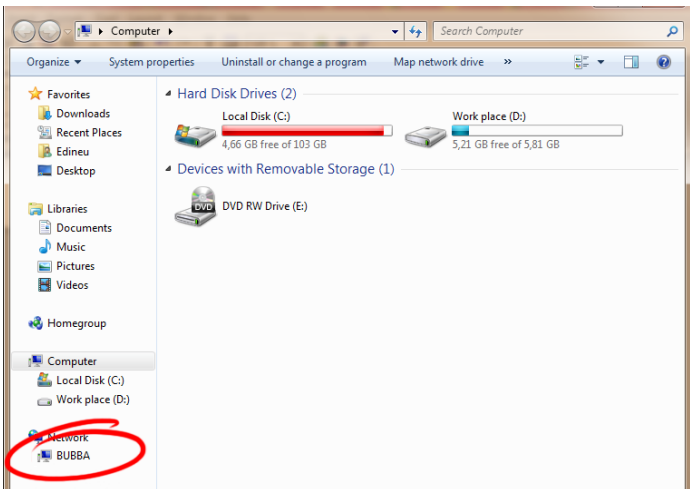 Computer
Search Computer
Organize
System properties
Uninstall or change a program
Map network drive
»
Favorites
Downloads
Recent Places
Edineu
Desktop
Libraries
Documents
Music
Pictures
Videos
Homegroup
Computer
Local Disk (C:)
Work place (D:)
Network
BUBBA
Hard Disk Drives (2)
Local Disk (C:)
4,66 GB free of 103 GB
Work place (D:)
5,21 GB free of 5,81 GB
Devices with Removable Storage (1)
DVD
DVD RW Drive (E:)